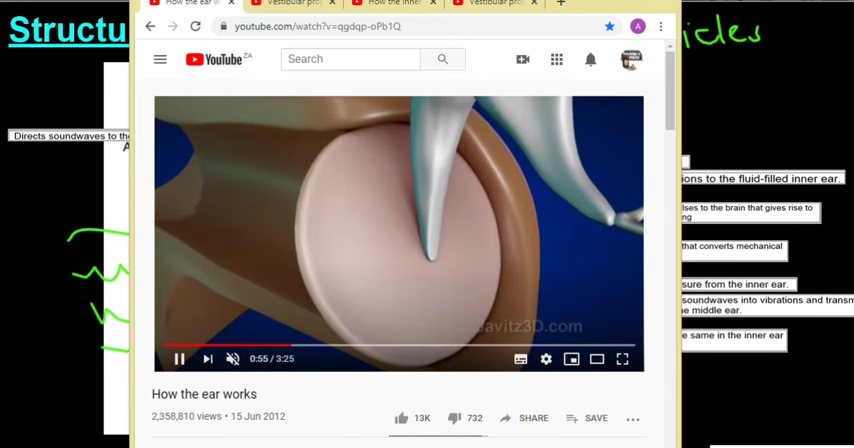 How the ear w
Vestibular pro
How the inner
Vestibular pro
youtube.com/watch?v=qgdqp-oPb1Q
A
YouTube ZA
Search
Structu
icles
Directs soundwaves to the
A
ions to the fluid-filled inner ear.
lses to the brain that gives rise to
ng
that converts mechanical
sure from the inner ear.
soundwaves into vibrations and transm
e middle ear.
e same in the inner ear
avitz3D.com
0:55 / 3:25
How the ear works
2,358,810 views • 15 Jun 2012
13K
732
SHARE
SAVE